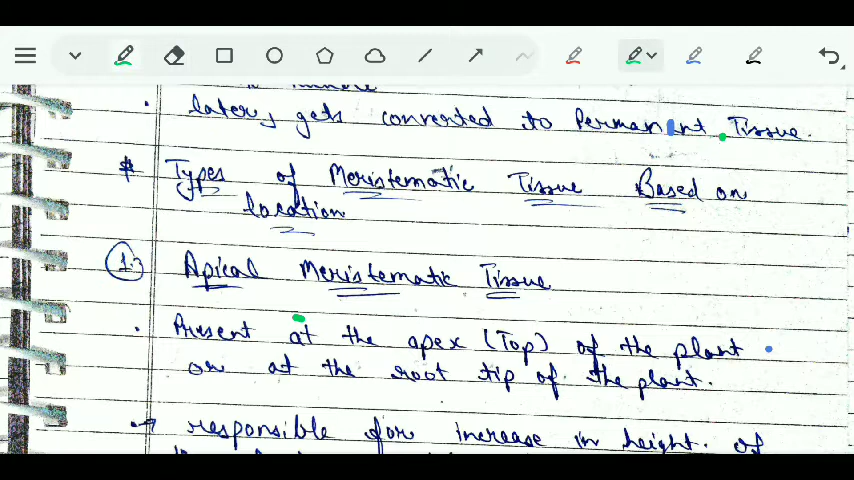 later, gets converted to Permanent Tissue.
* Types of Meristematic Tissue Based on
location
1. Apical Meristematic Tissue
· Present at the apex (Top) of the plant
or at the root tip of the plant.
→ responsible for increase in height. of